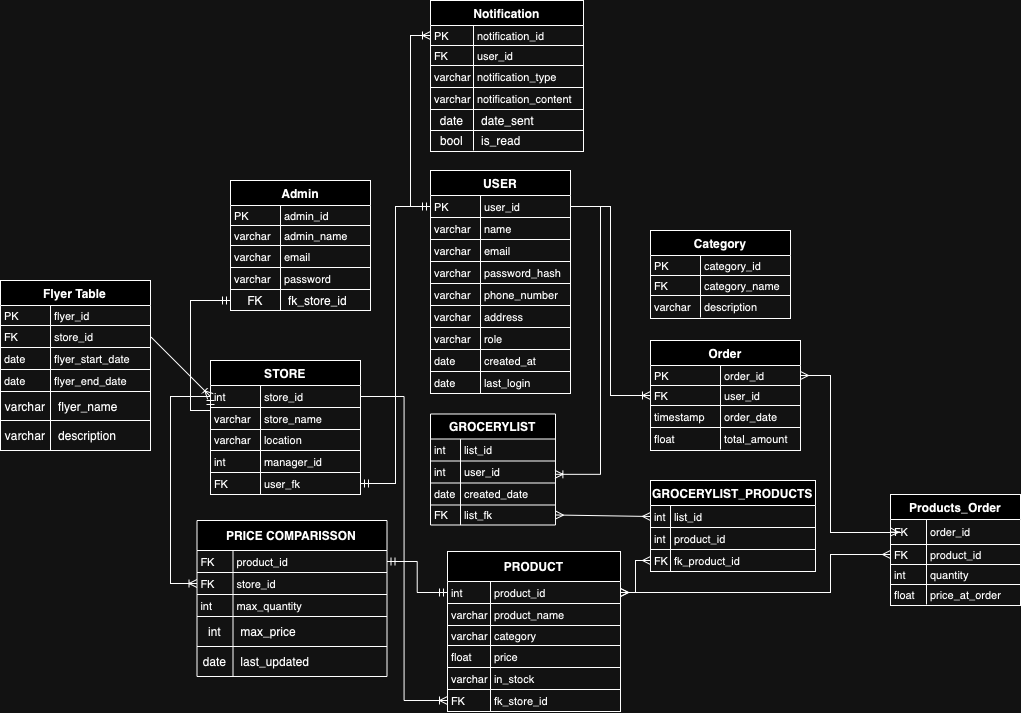 Notification
PK notification_id
FK user_id
varchar notification_type
varchar notification_content
date date_sent
bool is_read
Admin
PK admin_id
varchar admin_name
varchar email
varchar password
FK fk_store_id
USER
PK user_id
varchar name
varchar email
varchar password_hash
varchar phone_number
varchar address
varchar role
date created_at
date last_login
Category
PK category_id
FK category_name
varchar description
Flyer Table
PK flyer_id
FK store_id
date flyer_start_date
date flyer_end_date
varchar flyer_name
varchar description
STORE
int store_id
varchar store_name
varchar location
int manager_id
FK user_fk
Order
PK order_id
FK user_id
timestamp order_date
float total_amount
GROCERYLIST
int list_id
int user_id
date created_date
FK list_fk
GROCERYLIST_PRODUCTS
int list_id
int product_id
FK fk_product_id
Products_Order
FK order_id
FK product_id
int quantity
float price_at_order
PRICE COMPARISSON
FK product_id
FK store_id
int max_quantity
int max_price
date last_updated
PRODUCT
int product_id
varchar product_name
varchar category
float price
varchar in_stock
FK fk_store_id